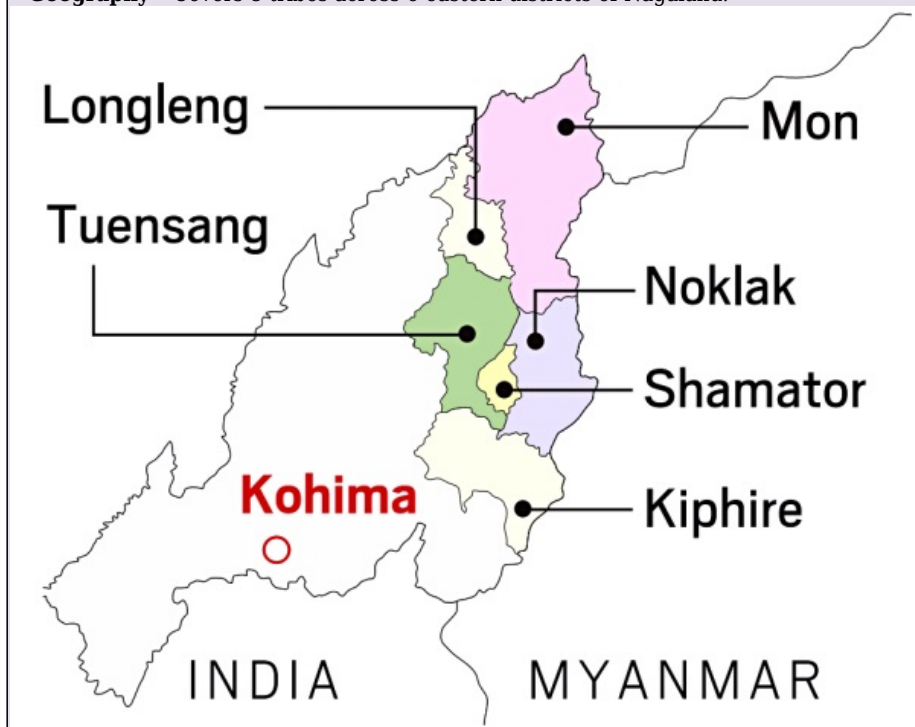 Longleng
Mon
Tuensang
Noklak
Shamator
Kohima
Kiphire
INDIA
MYANMAR